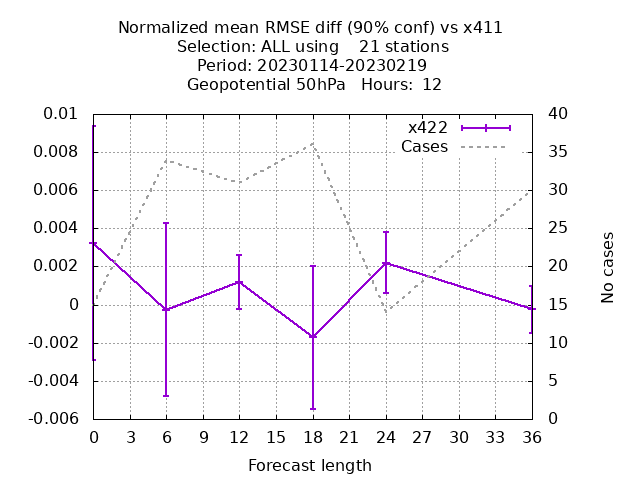 Normalized mean RMSE diff (90% conf) vs x411
Selection: ALL using    21 stations
Period: 20230114-20230219
Geopotential 50hPa   Hours:  12
0.01
0.008
0.006
0.004
0.002
0
-0.002
-0.004
-0.006
x422
Cases
40
35
30
25
20
15
10
5
0
No cases
0 3 6 9 12 15 18 21 24 27 30 33 36
Forecast length